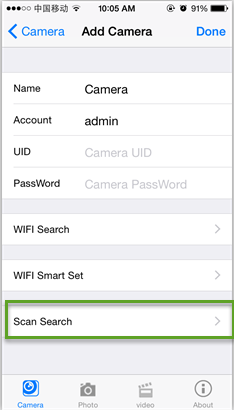 中国移动 10:05 AM 91%
Camera Add Camera Done
Name Camera
Account admin
UID Camera UID
PassWord Camera PassWord
WIFI Search
WIFI Smart Set
Scan Search
Camera Photo video About